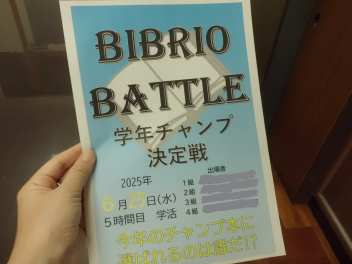 BIBRIO
BATTLE
学年チャンプ
決定戦
2025年
6月25日(水)
5時間目 学活
出場者
1組
2組
3組
4組
今年のチャンプ本に
選ばれるのは誰だ!?